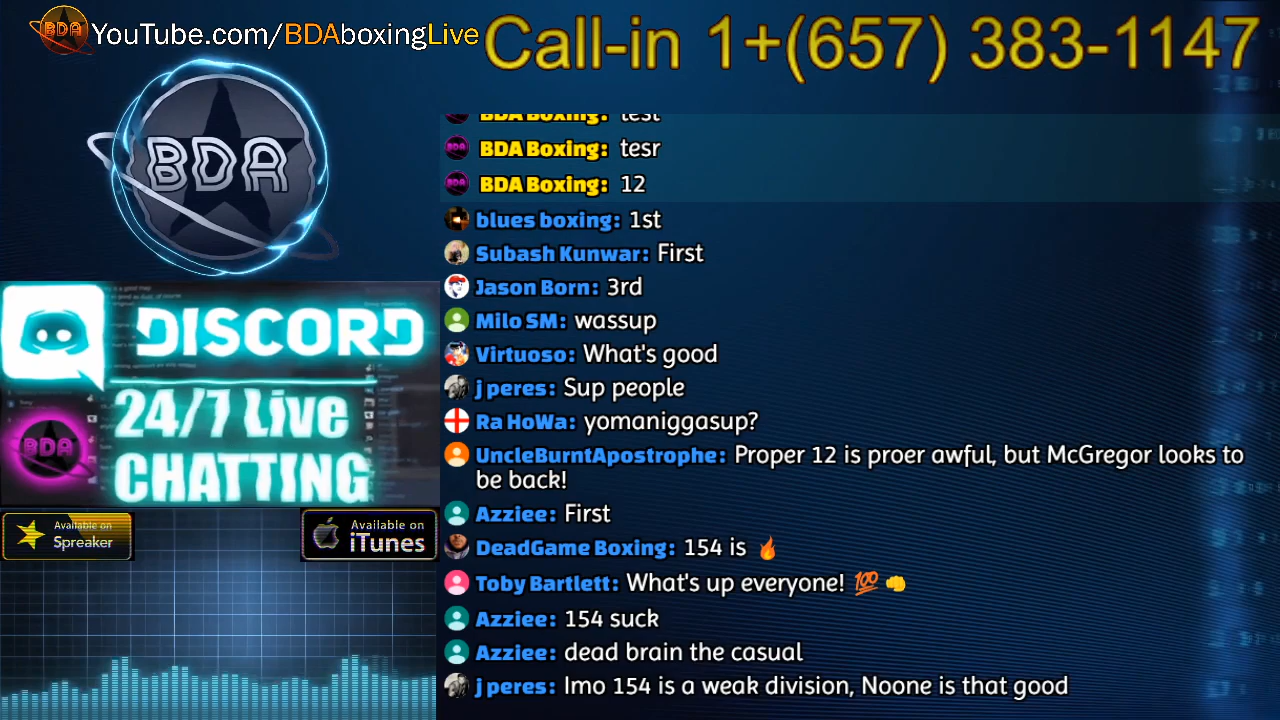 BDA YouTube.com/BDAboxingLive
Call-in 1+(657) 383-1147
BDA
DISCORD
24/7 Live
CHATTING
BDA
Available on
Spreaker
Available on
iTunes
BDA Boxing: test
BDA BDA Boxing: tesr
BDA BDA Boxing: 12
blues boxing: 1st
Subash Kunwar: First
Jason Born: 3rd
Milo SM: wassup
Virtuoso: What's good
j peres: Sup people
Ra HoWa: yomaniggasup?
UncleBurntApostrophe: Proper 12 is proer awful, but McGregor looks to
be back!
Azziee: First
DeadGame Boxing: 154 is 🔥
Toby Bartlett: What's up everyone! 💯👊
Azziee: 154 suck
Azziee: dead brain the casual
j peres: Imo 154 is a weak division, Noone is that good